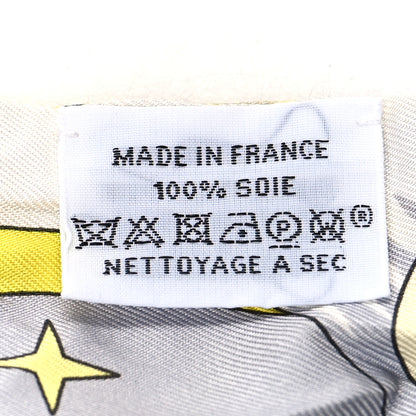 MADE IN FRANCE
100% SOIE
P W ®
NETTOYAGE A SEC